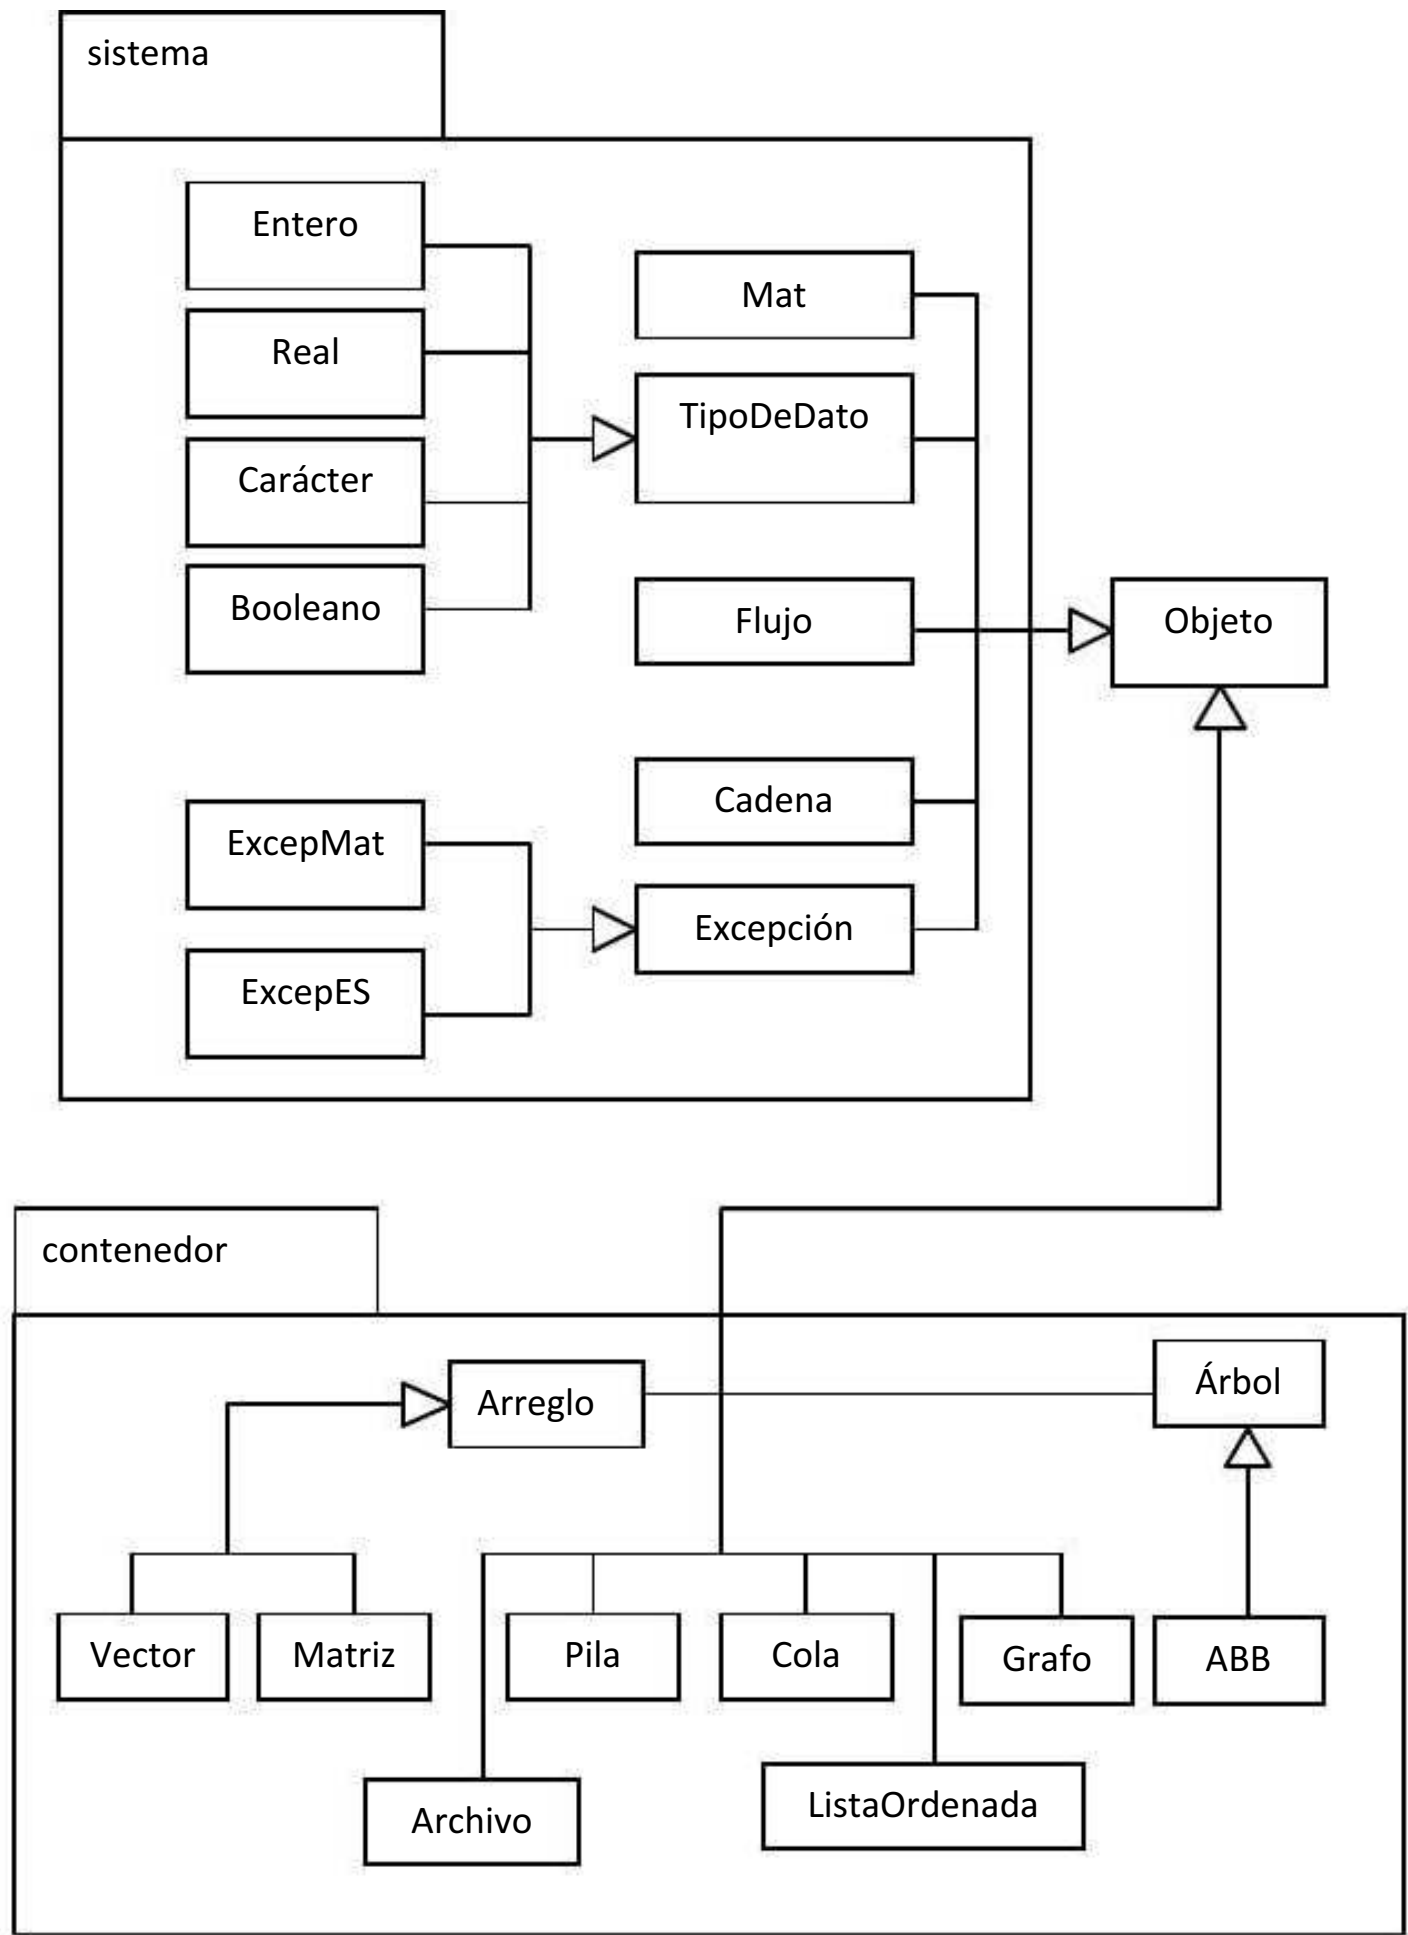 sistema
Entero
Real
Carácter
Booleano
Mat
TipoDeDato
Flujo
Cadena
Excepción
ExcepMat
ExcepES
Objeto
contenedor
Arreglo
Árbol
Vector
Matriz
Pila
Cola
Grafo
ABB
Archivo
ListaOrdenada